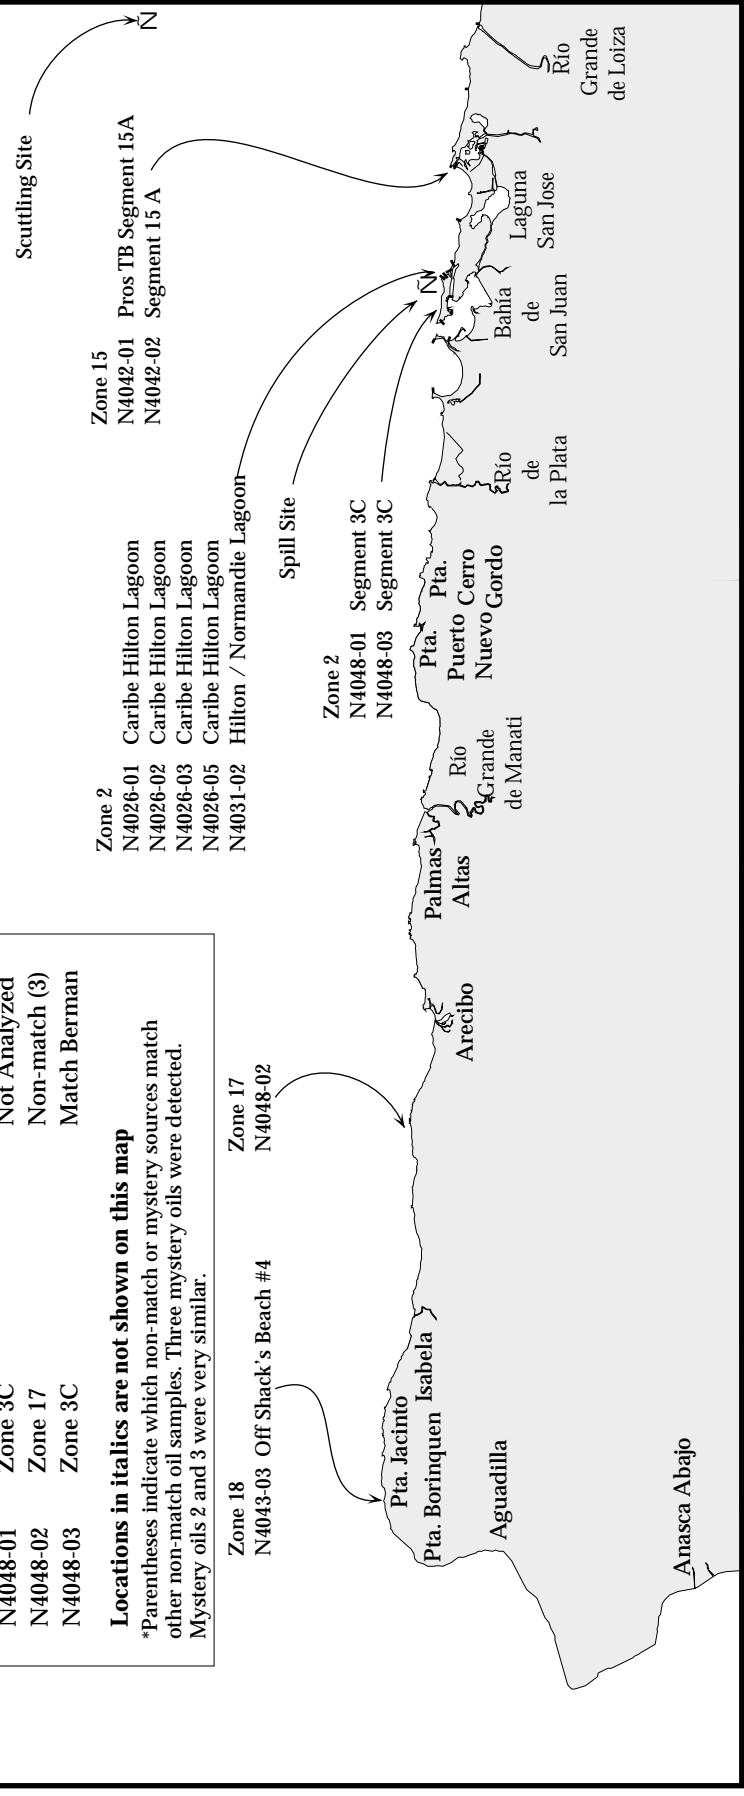 N4048-01 Zone 3C Not Analyzed
N4048-02 Zone 17 Non-match (3)
N4048-03 Zone 3C Match Berman
Locations in italics are not shown on this map
*Parentheses indicate which non-match or mystery sources match
other non-match oil samples. Three mystery oils were detected.
Mystery oils 2 and 3 were very similar.
Zone 18
N4043-03 Off Shack's Beach #4
Zone 17
N4048-02
Zone 2
N4026-01 Caribe Hilton Lagoon
N4026-02 Caribe Hilton Lagoon
N4026-03 Caribe Hilton Lagoon
N4026-05 Caribe Hilton Lagoon
N4031-02 Hilton / Normandie Lagoon
Zone 15
N4042-01 Pros TB Segment 15A
N4042-02 Segment 15 A
Scuttling Site
Ñ
Spill Site
Ñ
Zone 2
N4048-01 Segment 3C
N4048-03 Segment 3C
Pta. Jacinto
Pta. Borinquen
Isabela
Aguadilla
Anasca Abajo
Arecibo
Palmas
Altas
Río
Grande
de Manati
Pta.
Puerto
Nuevo
Pta.
Cerro
Gordo
Río
de
la Plata
Bahía
de
San Juan
Laguna
San Jose
Río
Grande
de Loiza